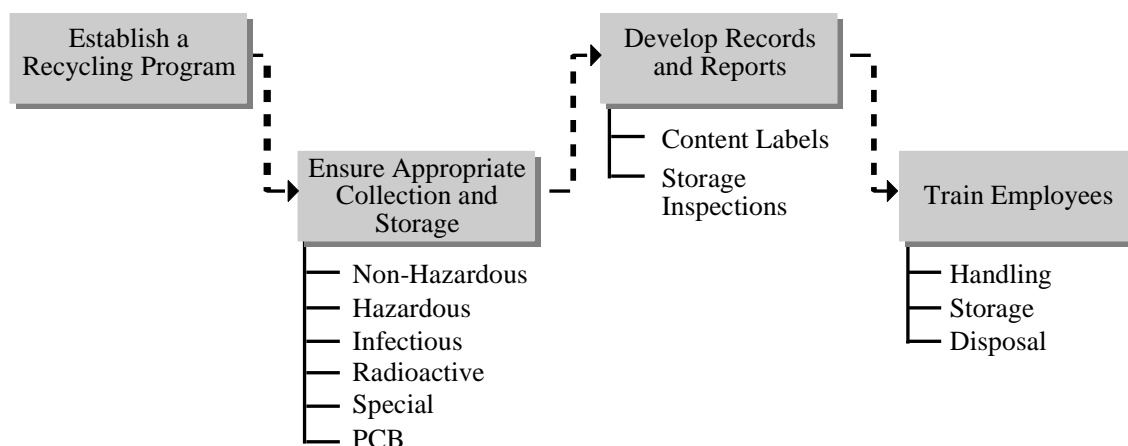 Establish a
Recycling Program
Ensure Appropriate
Collection and
Storage
Non-Hazardous
Hazardous
Infectious
Radioactive
Special
PCB
Develop Records
and Reports
Content Labels
Storage
Inspections
Train Employees
Handling
Storage
Disposal